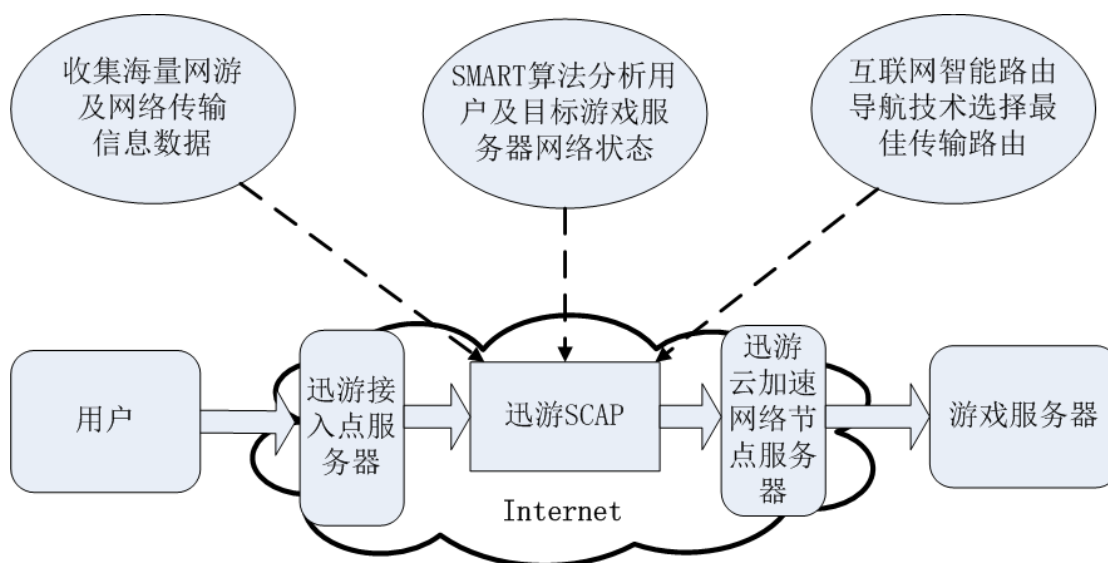 收集海量网游
及网络传输
信息数据
SMART算法分析用
户及目标游戏服
务器网络状态
互联网智能路由
导航技术选择最
佳传输路由
用户
迅游接
入点服
务器
迅游SCAP
迅游
云加速
网络节
点服务
器
游戏服务器
Internet